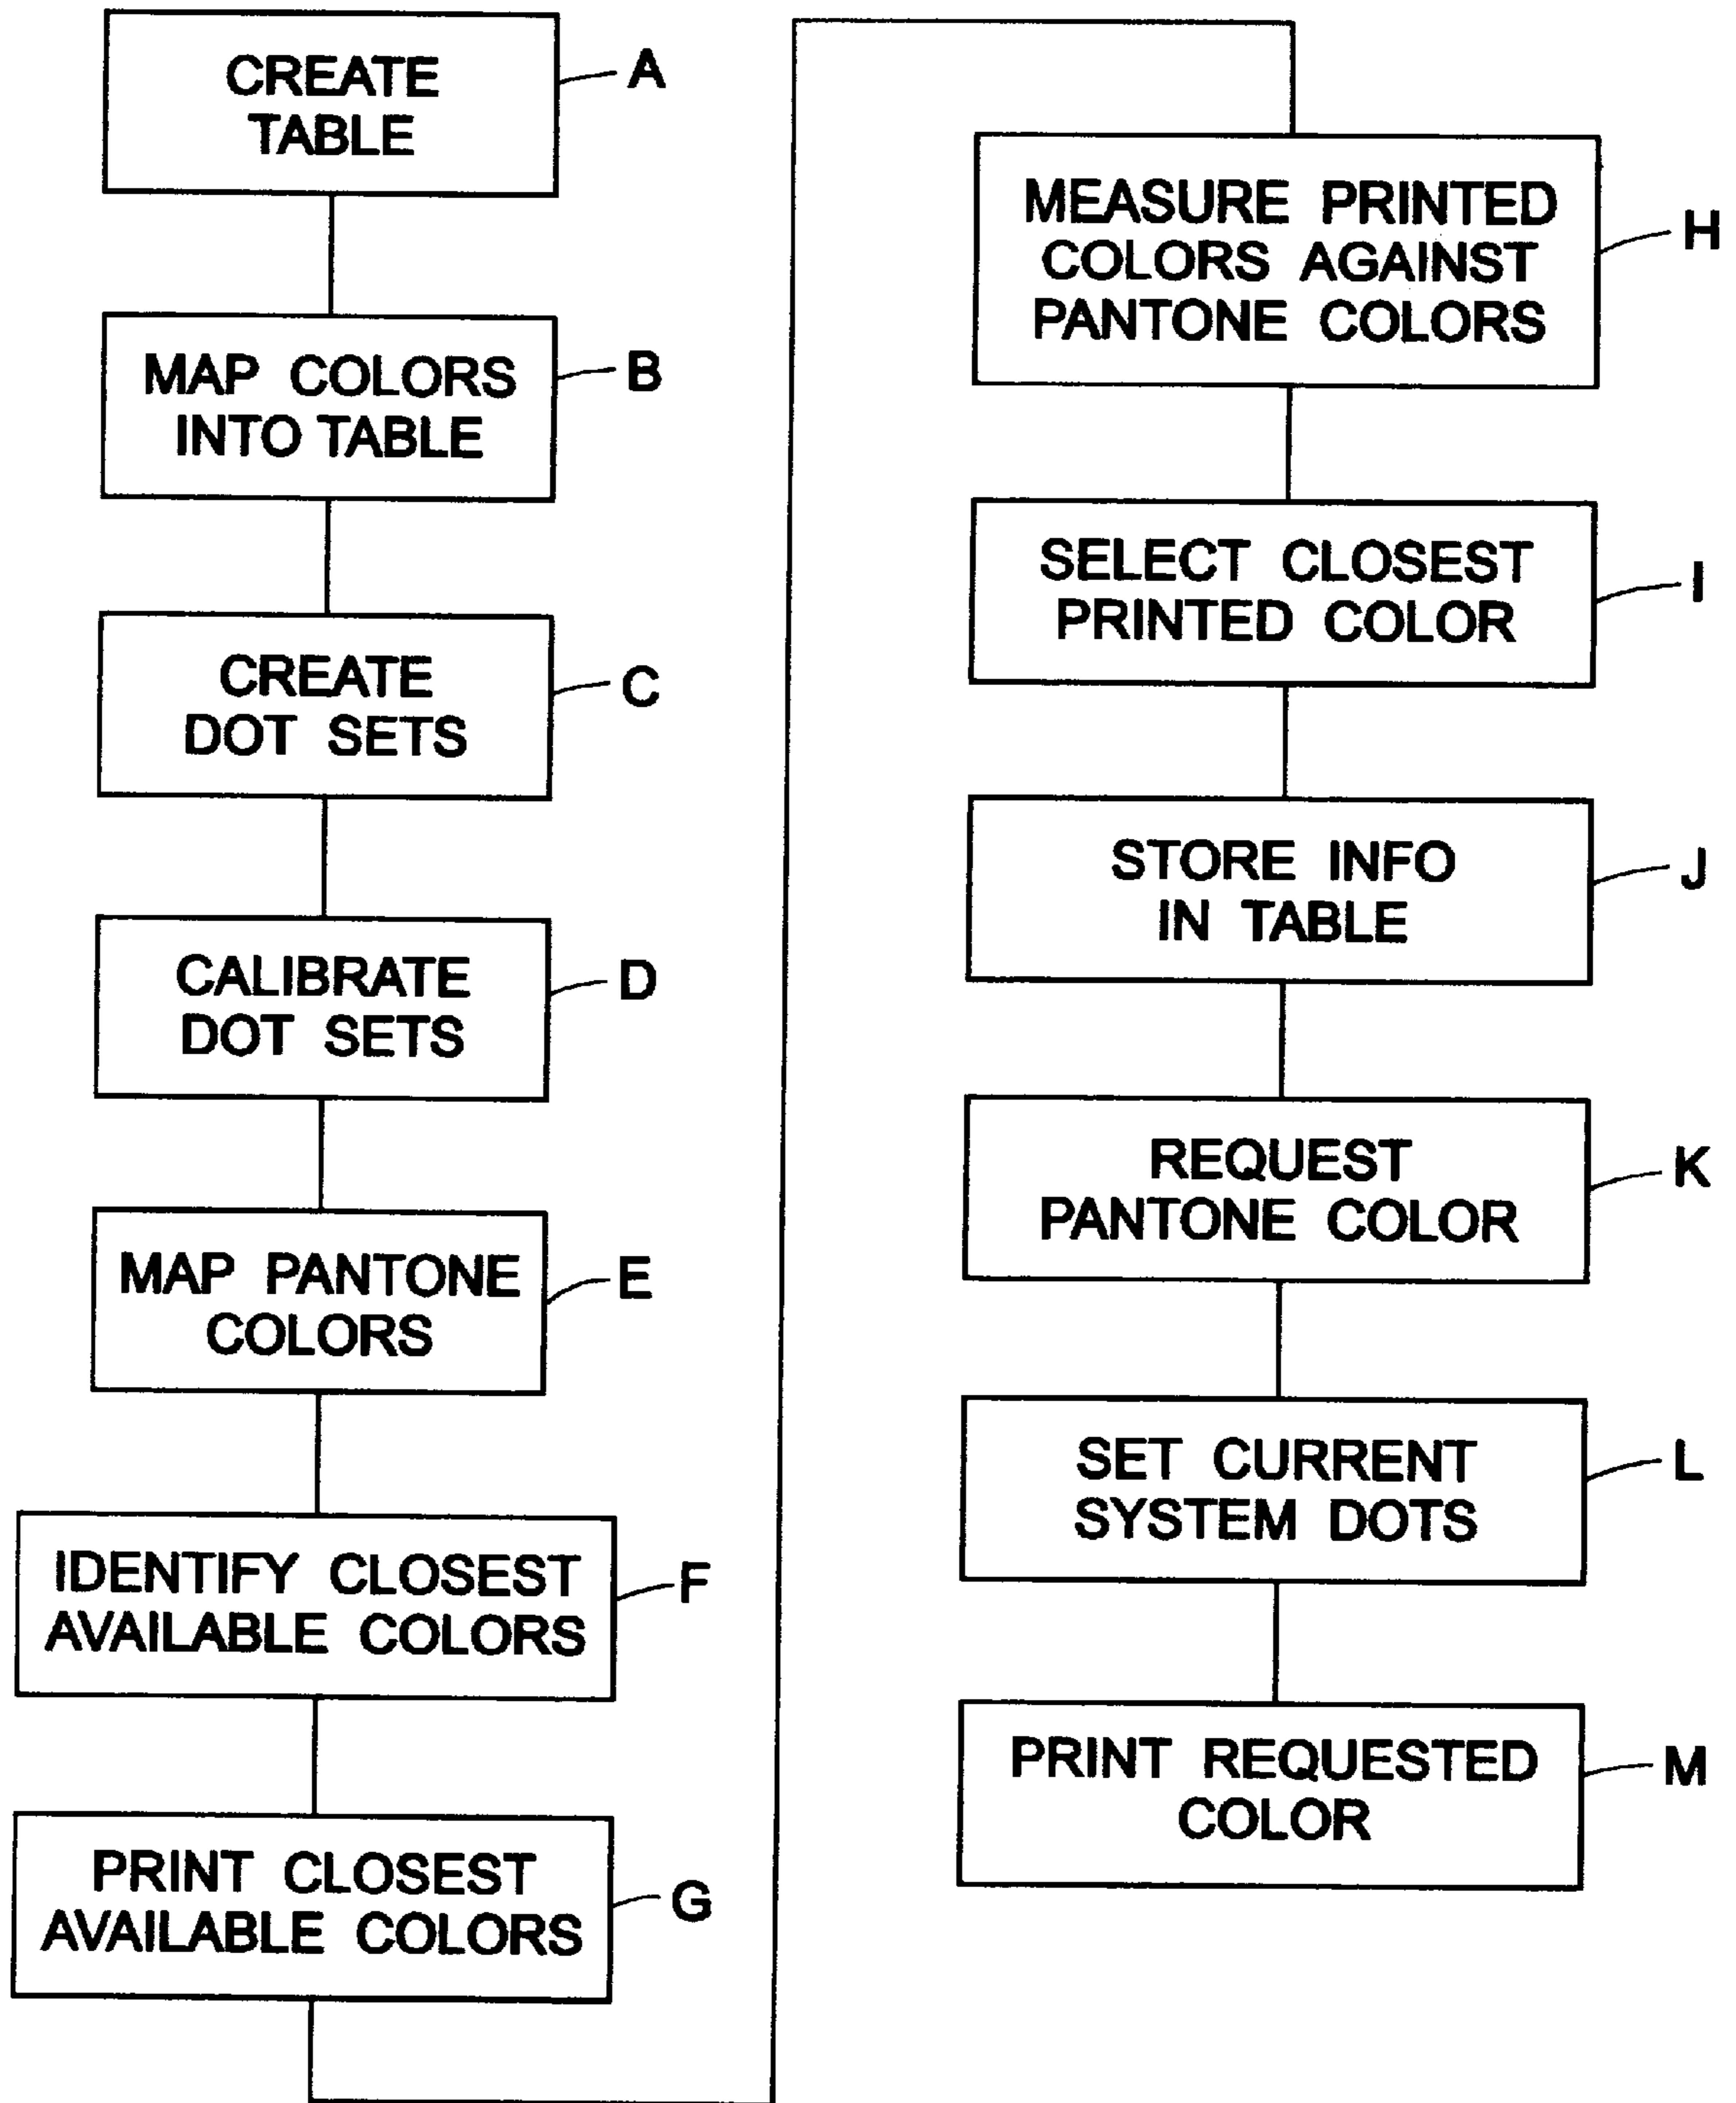 CREATE
TABLE
A
MAP COLORS
INTO TABLE
B
CREATE
DOT SETS
C
CALIBRATE
DOT SETS
D
MAP PANTONE
COLORS
E
IDENTIFY CLOSEST
AVAILABLE COLORS
F
PRINT CLOSEST
AVAILABLE COLORS
G
MEASURE PRINTED
COLORS AGAINST
PANTONE COLORS
H
SELECT CLOSEST
PRINTED COLOR
I
STORE INFO
IN TABLE
J
REQUEST
PANTONE COLOR
K
SET CURRENT
SYSTEM DOTS
L
PRINT REQUESTED
COLOR
M